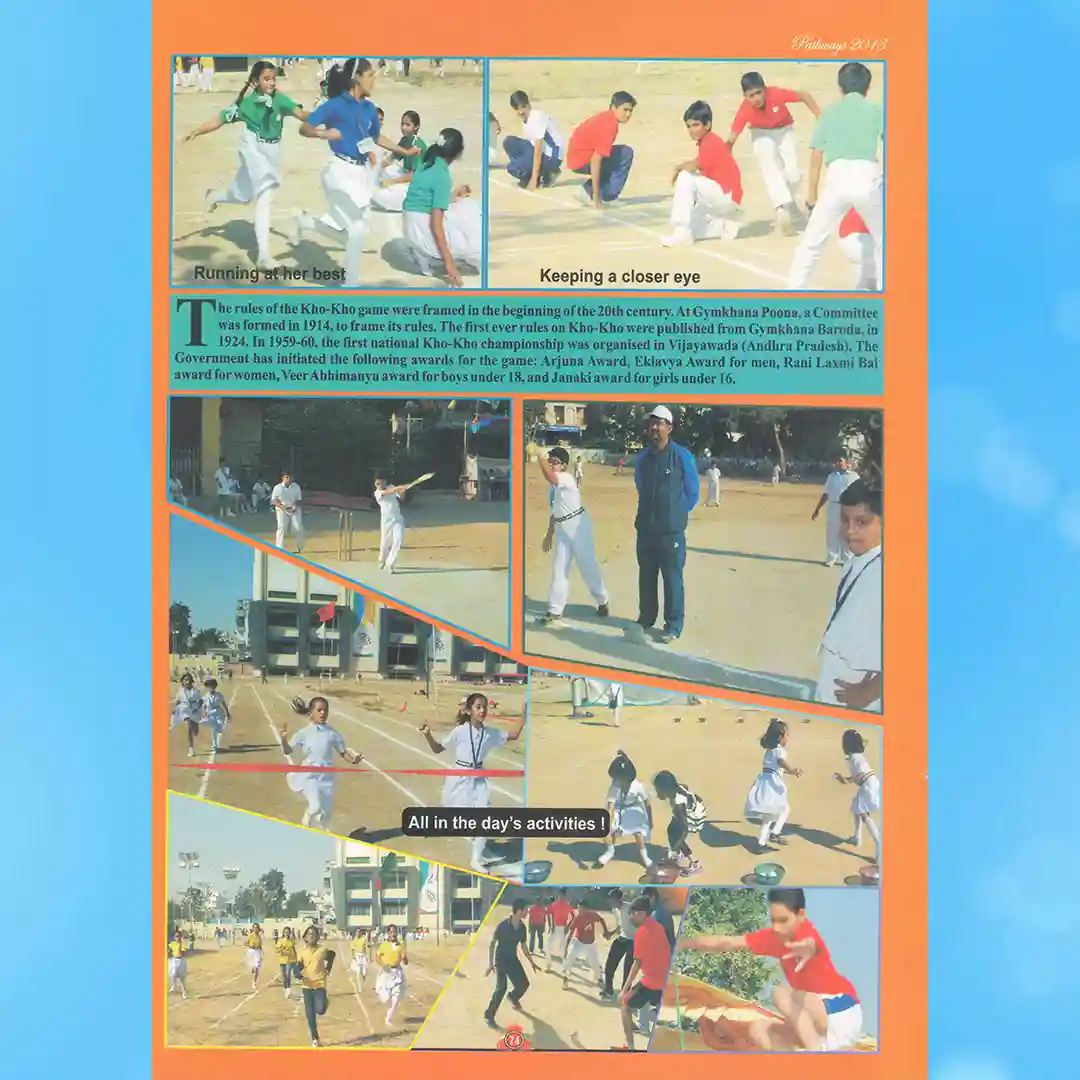 Pathways 2013
Running at her best
Keeping a closer eye
The rules of the Kho-Kho game were framed in the beginning of the 20th century. At Gymkhana Poona, a Committee
was formed in 1914, to frame its rules. The first ever rules on Kho-Kho were published from Gymkhana Baroda, in
1924. In 1959-60, the first national Kho-Kho championship was organised in Vijayawada (Andhra Pradesh). The
Government has initiated the following awards for the game: Arjuna Award, Eklavya Award for men, Rani Laxmi Bai
award for women, Veer Abhimanyu award for boys under 18, and Janaki award for girls under 16.
All in the day's activities !
74